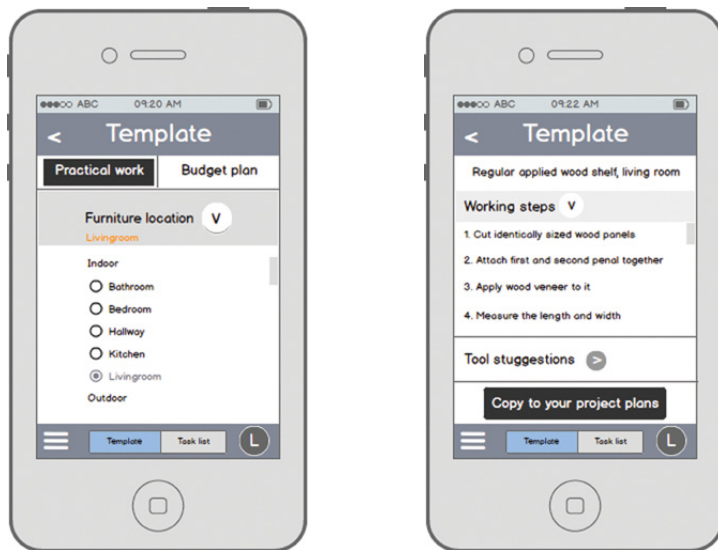 ABC 09:20 AM
< Template
Practical work Budget plan
Furniture location V
Livingroom
Indoor
Bathroom
Bedroom
Hallway
Kitchen
Livingroom
Outdoor
Template Task list L
ABC 09:22 AM
< Template
Regular applied wood shelf, living room
Working steps V
1. Cut identically sized wood panels
2. Attach first and second penal together
3. Apply wood veneer to it
4. Measure the length and width
Tool stuggestions >
Copy to your project plans
Template Task list L